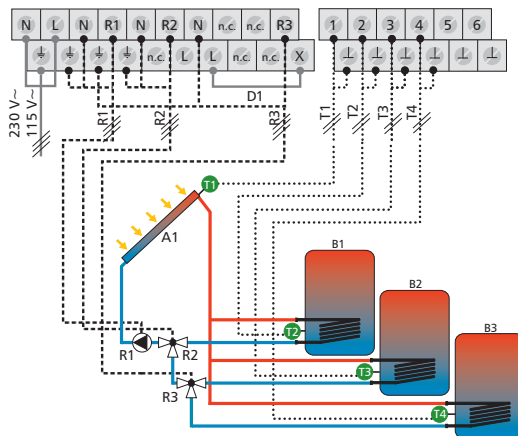 N L N R1 N R2 N n.c. n.c. R3
1 2 3 4 5 6
n.c. L L n.c. n.c. X
D1
230 V~
115 V~
R1
R2
R3
T1
T2
T3
T4
T1
A1
B1
B2
B3
T2
R1
R2
T3
R3
T4